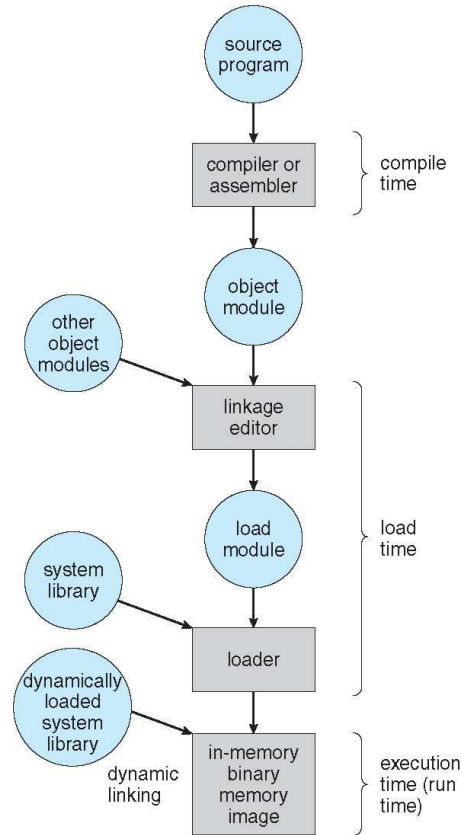 source
program
compiler or
assembler
compile
time
object
module
other
object
modules
linkage
editor
load
module
load
time
system
library
loader
dynamically
loaded
system
library
dynamic
linking
in-memory
binary
memory
image
execution
time (run
time)